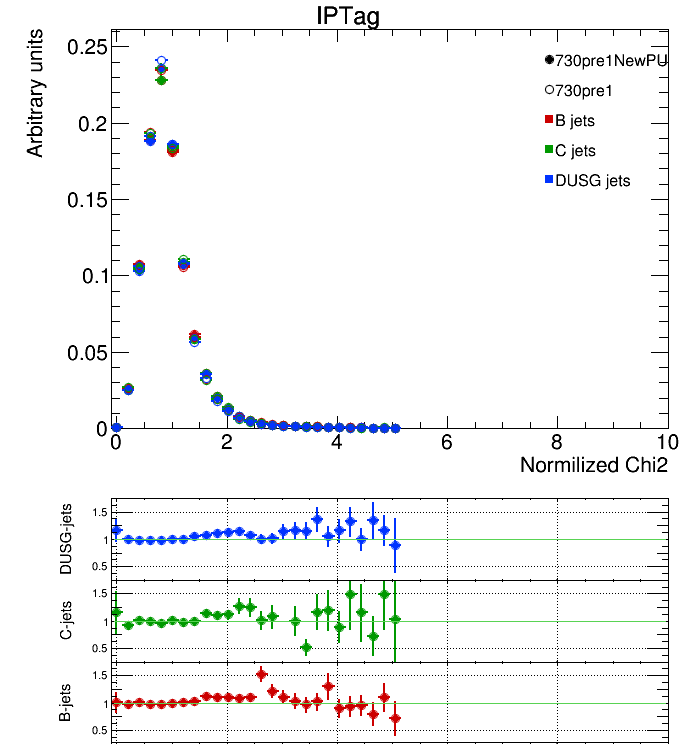 IPTag
Arbitrary units
0.25
0.2
0.15
0.1
0.05
0
730pre1NewPU
730pre1
B jets
C jets
DUSG jets
0 2 4 6 8 10
Normilized Chi2
DUSG-jets
1.5
1
0.5
C-jets
1.5
1
0.5
B-jets
1.5
1
0.5